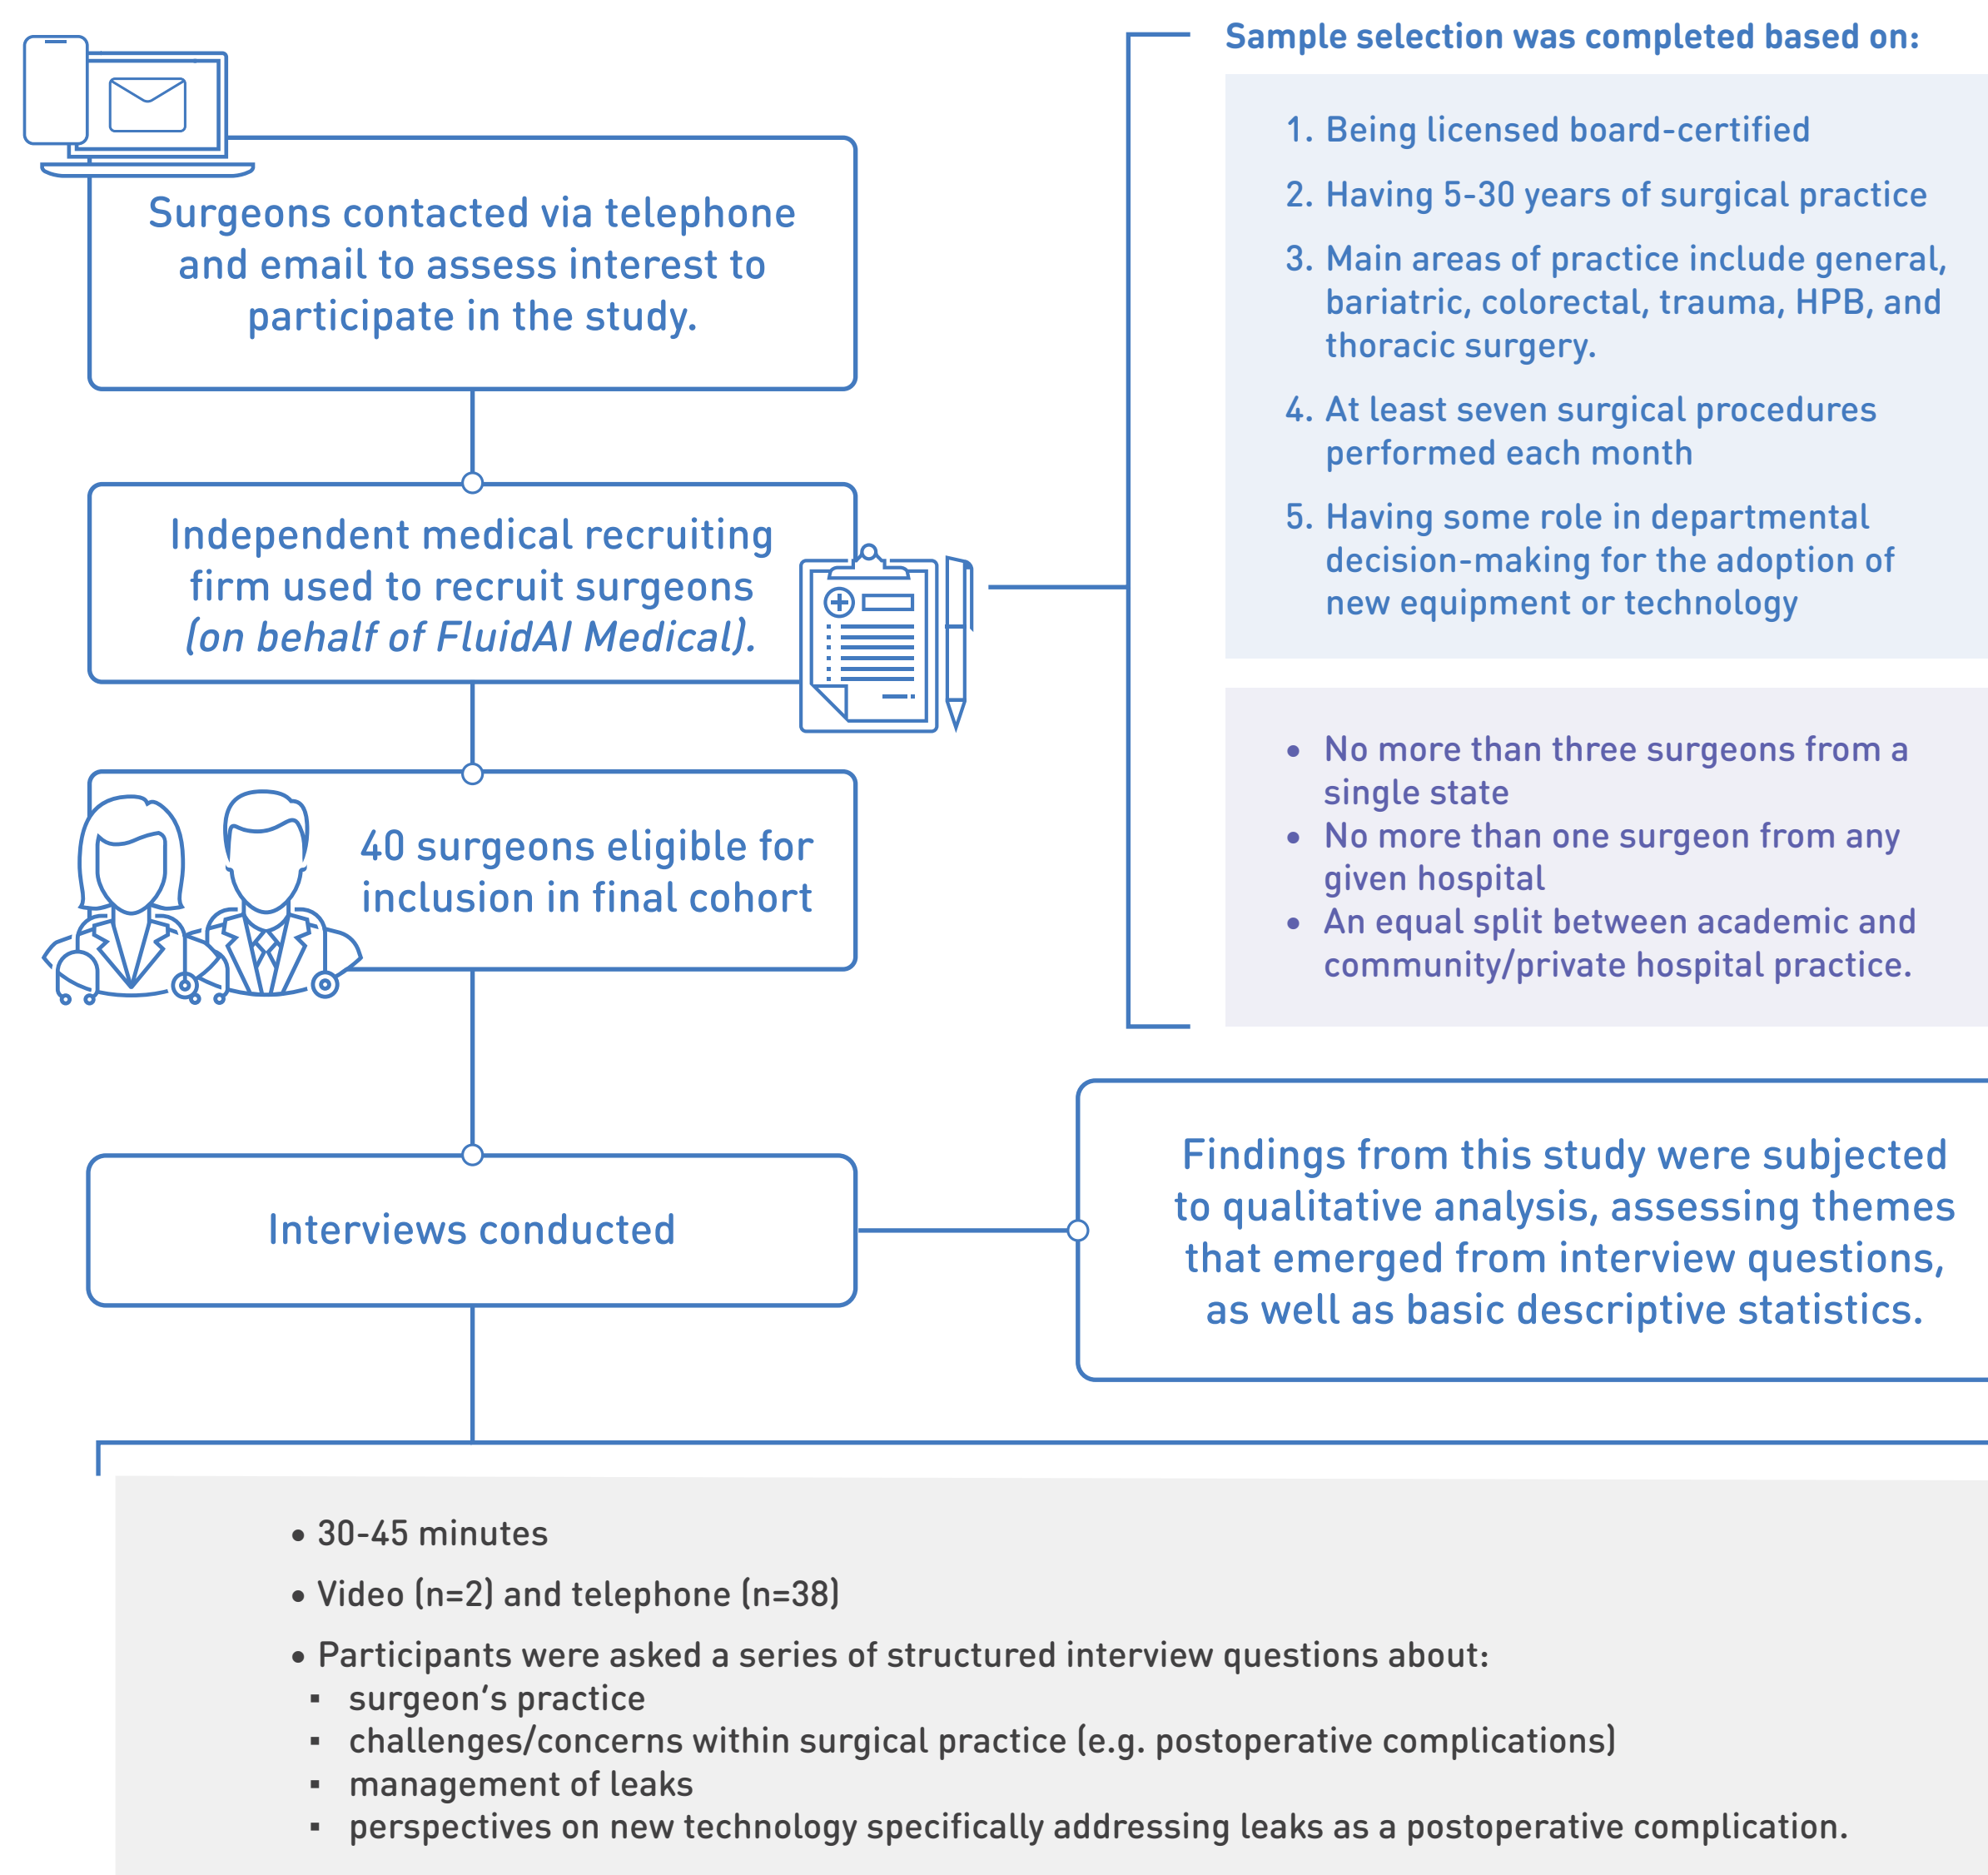 Surgeons contacted via telephone
and email to assess interest to
participate in the study.
Independent medical recruiting
firm used to recruit surgeons
(on behalf of FluidAI Medical).
Sample selection was completed based on:
1. Being licensed board-certified
2. Having 5-30 years of surgical practice
3. Main areas of practice include general,
bariatric, colorectal, trauma, HPB, and
thoracic surgery.
4. At least seven surgical procedures
performed each month
5. Having some role in departmental
decision-making for the adoption of
new equipment or technology
• No more than three surgeons from a
single state
• No more than one surgeon from any
given hospital
• An equal split between academic and
community/private hospital practice.
40 surgeons eligible for
inclusion in final cohort
Interviews conducted
Findings from this study were subjected
to qualitative analysis, assessing themes
that emerged from interview questions,
as well as basic descriptive statistics.
• 30-45 minutes
• Video (n=2) and telephone (n=38)
• Participants were asked a series of structured interview questions about:
▪ surgeon's practice
▪ challenges/concerns within surgical practice (e.g. postoperative complications)
▪ management of leaks
▪ perspectives on new technology specifically addressing leaks as a postoperative complication.